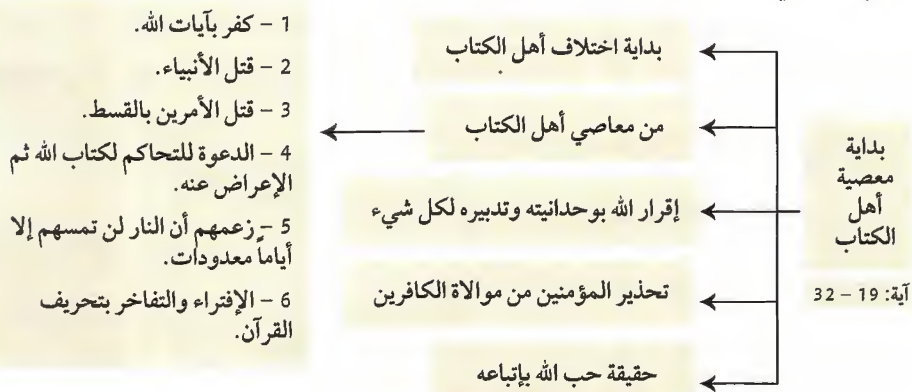 بداية
معصية
أهل
الكتاب
آية: 19 – 32
بداية اختلاف أهل الكتاب
من معاصي أهل الكتاب
إقرار الله بوحدانيته وتدبيره لكل شيء
تحذير المؤمنين من موالاة الكافرين
حقيقة حب الله بإتباعه
1 – كفر بآيات الله.
2 – قتل الأنبياء.
3 – قتل الأمرين بالقسط.
4 – الدعوة للتحاكم لكتاب الله ثم
الإعراض عنه.
5 – زعمهم أن النار لن تمسهم إلا
أياماً معدودات.
6 – الإفتراء والتفاخر بتحريف
القرآن.